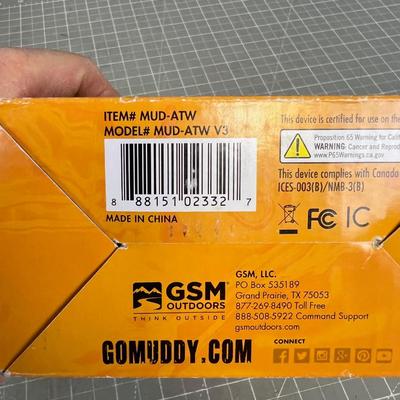 ITEM# MUD-ATW
MODEL# MUD-ATW V3
8 88151 02332 7
MADE IN CHINA
This device is certified for use on the
Proposition 65 Warning for Califor
WARNING: Cancer and Reprodu
www.P65Warnings.ca.gov
This device complies with Canada
ICES-003(B)/NMB-3(B)
FC IC
GSM
OUTDOORS
THINK OUTSIDE
GSM, LLC.
PO Box 535189
Grand Prairie, TX 75053
877-269-8490 Toll Free
888-508-5922 Command Support
gsmoutdoors.com
GOMUDDY.COM
CONNECT